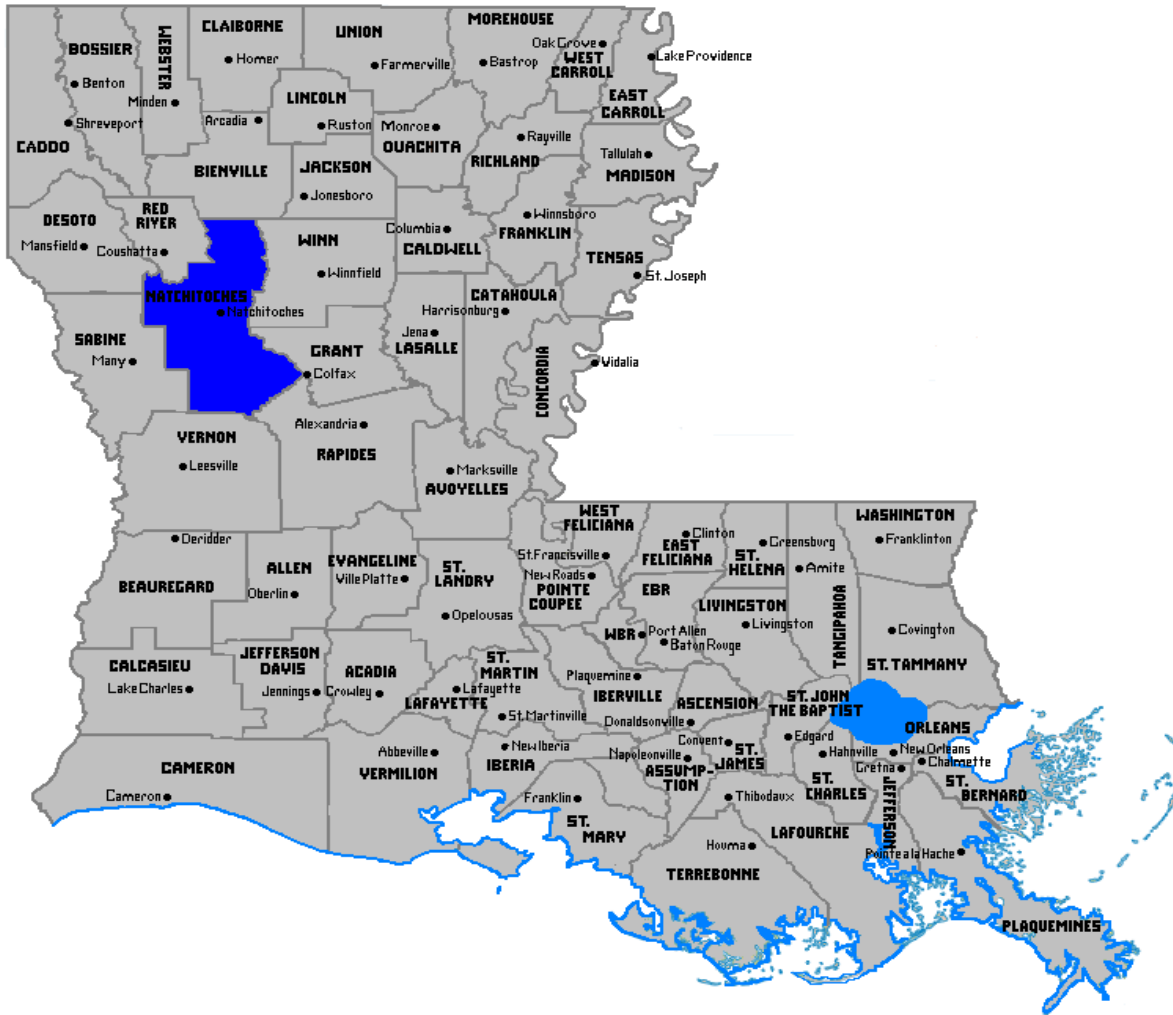 MOREHOUSE
CLAIBORNE
UNION
WEBSTER
BOSSIER
Oak Grove
WEST
CARROLL
Lake Providence
Homer
Farmerville
Bastrop
Benton
EAST
CARROLL
LINCOLN
Minden
Shreveport
Arcadia
Ruston
Monroe
OUACHITA
Rayville
CADDO
RICHLAND
Tallulah
MADISON
BIENVILLE
JACKSON
Jonesboro
DESOTO
RED
RIVER
Winnsboro
FRANKLIN
Columbia
CALDWELL
Mansfield
Coushatta
WINN
Winnfield
TENSAS
St. Joseph
NATCHITOCHES
Natchitoches
CATAHOULA
Harrisonburg
SABINE
Many
GRANT
Colfax
Jena
LASALLE
CONCORDIA
Vidalia
Alexandria
RAPIDES
VERNON
Leesville
Marksville
AVOYELLES
WEST
FELICIANA
WASHINGTON
Franklinton
Deridder
BEAUREGARD
ALLEN
Oberlin
EVANGELINE
Ville Platte
ST.
LANDRY
Opelousas
St. Francisville
New Roads
POINTE
COUPEE
Clinton
EAST
FELICIANA
Greensburg
ST.
HELENA
Amite
TANGIPAHOA
EBR
LIVINGSTON
Livingston
WBR
Port Allen
Baton Rouge
Covington
ST. TAMMANY
CALCASIEU
Lake Charles
JEFFERSON
DAVIS
Jennings
ACADIA
Crowley
LAFAYETTE
Lafayette
ST.
MARTIN
St. Martinville
Plaquemine
IBERVILLE
ASCENSION
Donaldsonville
ST. JOHN
THE BAPTIST
ORLEANS
CAMERON
Cameron
Abbeville
VERMILION
New Iberia
IBERIA
Napoleonville
ASSUMP-
TION
Convent
ST.
JAMES
Edgard
Hahnville
New Orleans
Chalmette
Gretna
ST.
CHARLES
JEFFERSON
ST.
BERNARD
Franklin
ST.
MARY
Thibodaux
LAFOURCHE
Houma
TERREBONNE
Pointe a la Hache
PLAQUEMINES